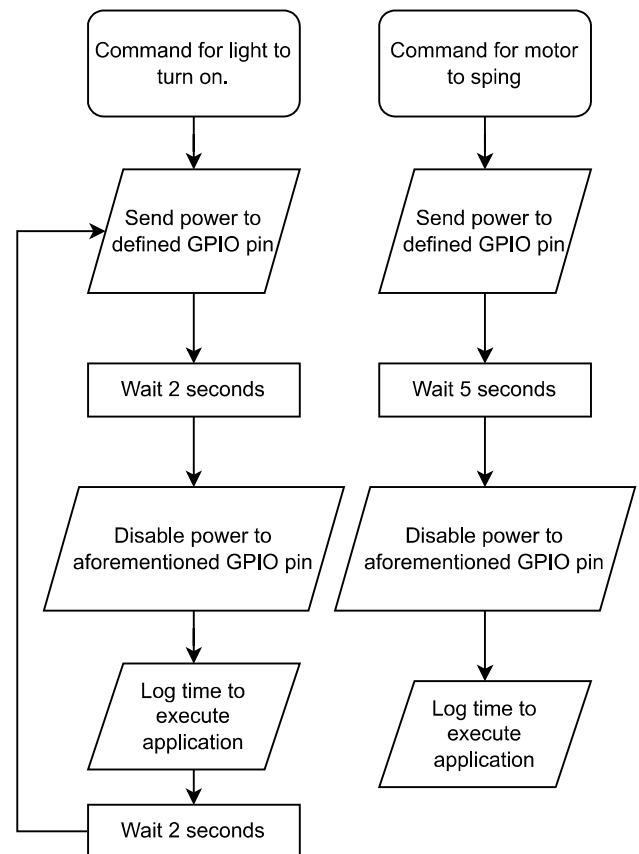 Command for light to
turn on.
Send power to
defined GPIO pin
Wait 2 seconds
Disable power to
aforementioned GPIO pin
Log time to
execute
application
Wait 2 seconds
Command for motor
to sping
Send power to
defined GPIO pin
Wait 5 seconds
Disable power to
aforementioned GPIO pin
Log time to
execute
application